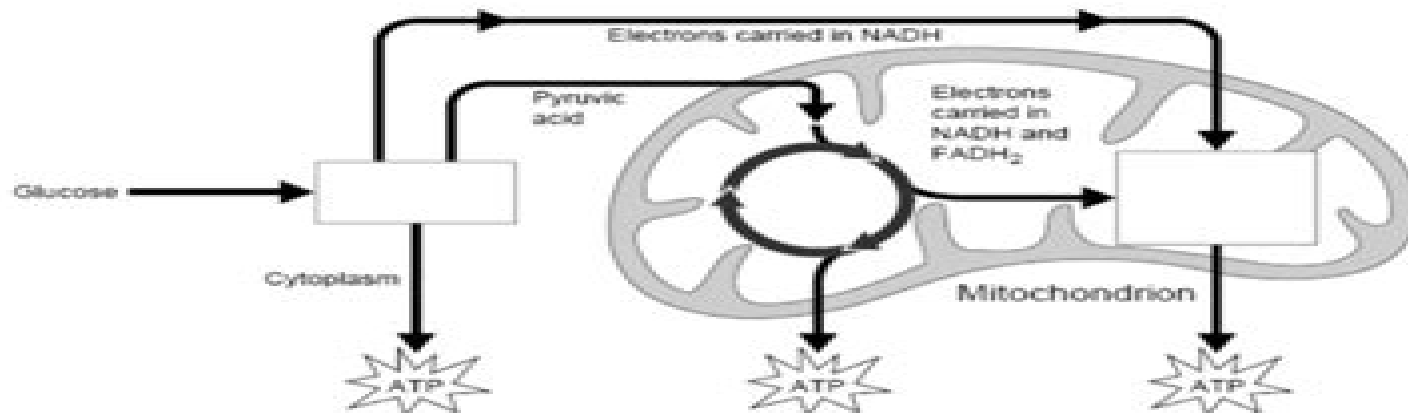 Electrons carried in NADH
Pyruvic
acid
Electrons
carried in
NADH and
FADH₂
Glucose
Cytoplasm
Mitochondrion
ATP
ATP
ATP